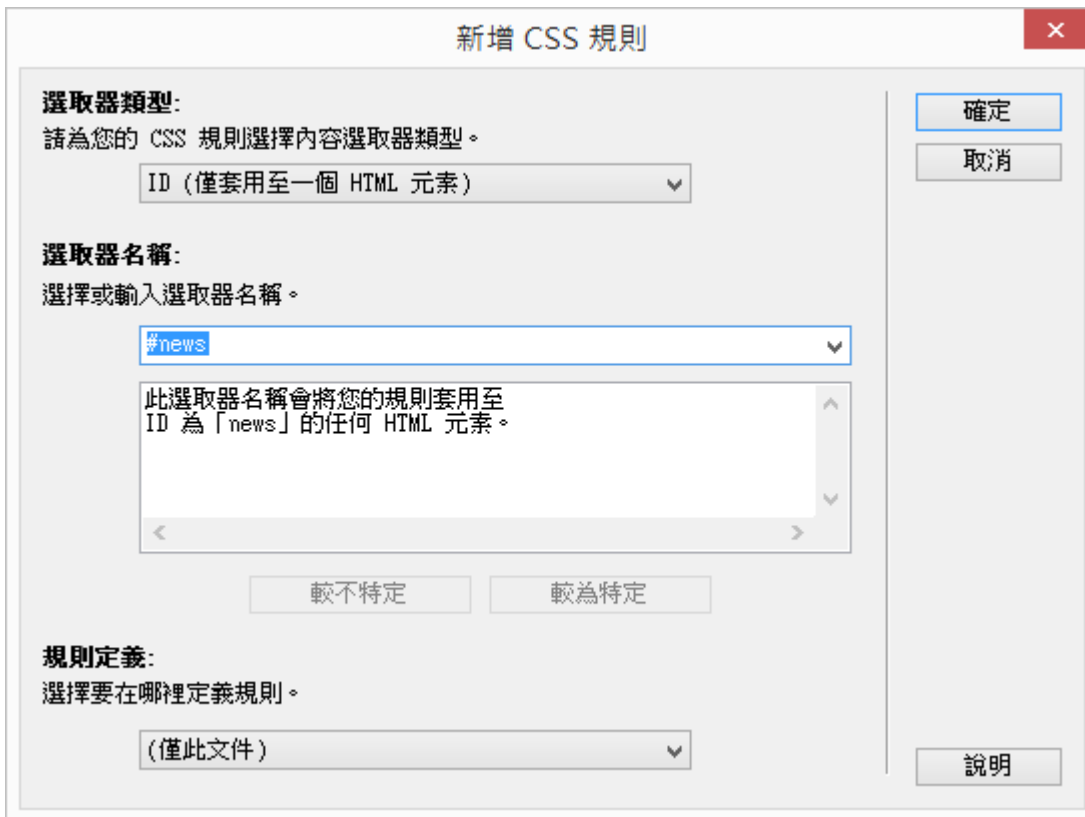 新增 CSS 規則
選取器類型:
請為您的 CSS 規則選擇內容選取器類型。
ID (僅套用至一個 HTML 元素)
確定
取消
選取器名稱:
選擇或輸入選取器名稱。
#news
此選取器名稱會將您的規則套用至
ID 為「news」的任何 HTML 元素。
較不特定
較為特定
規則定義:
選擇要在哪裡定義規則。
(僅此文件)
說明